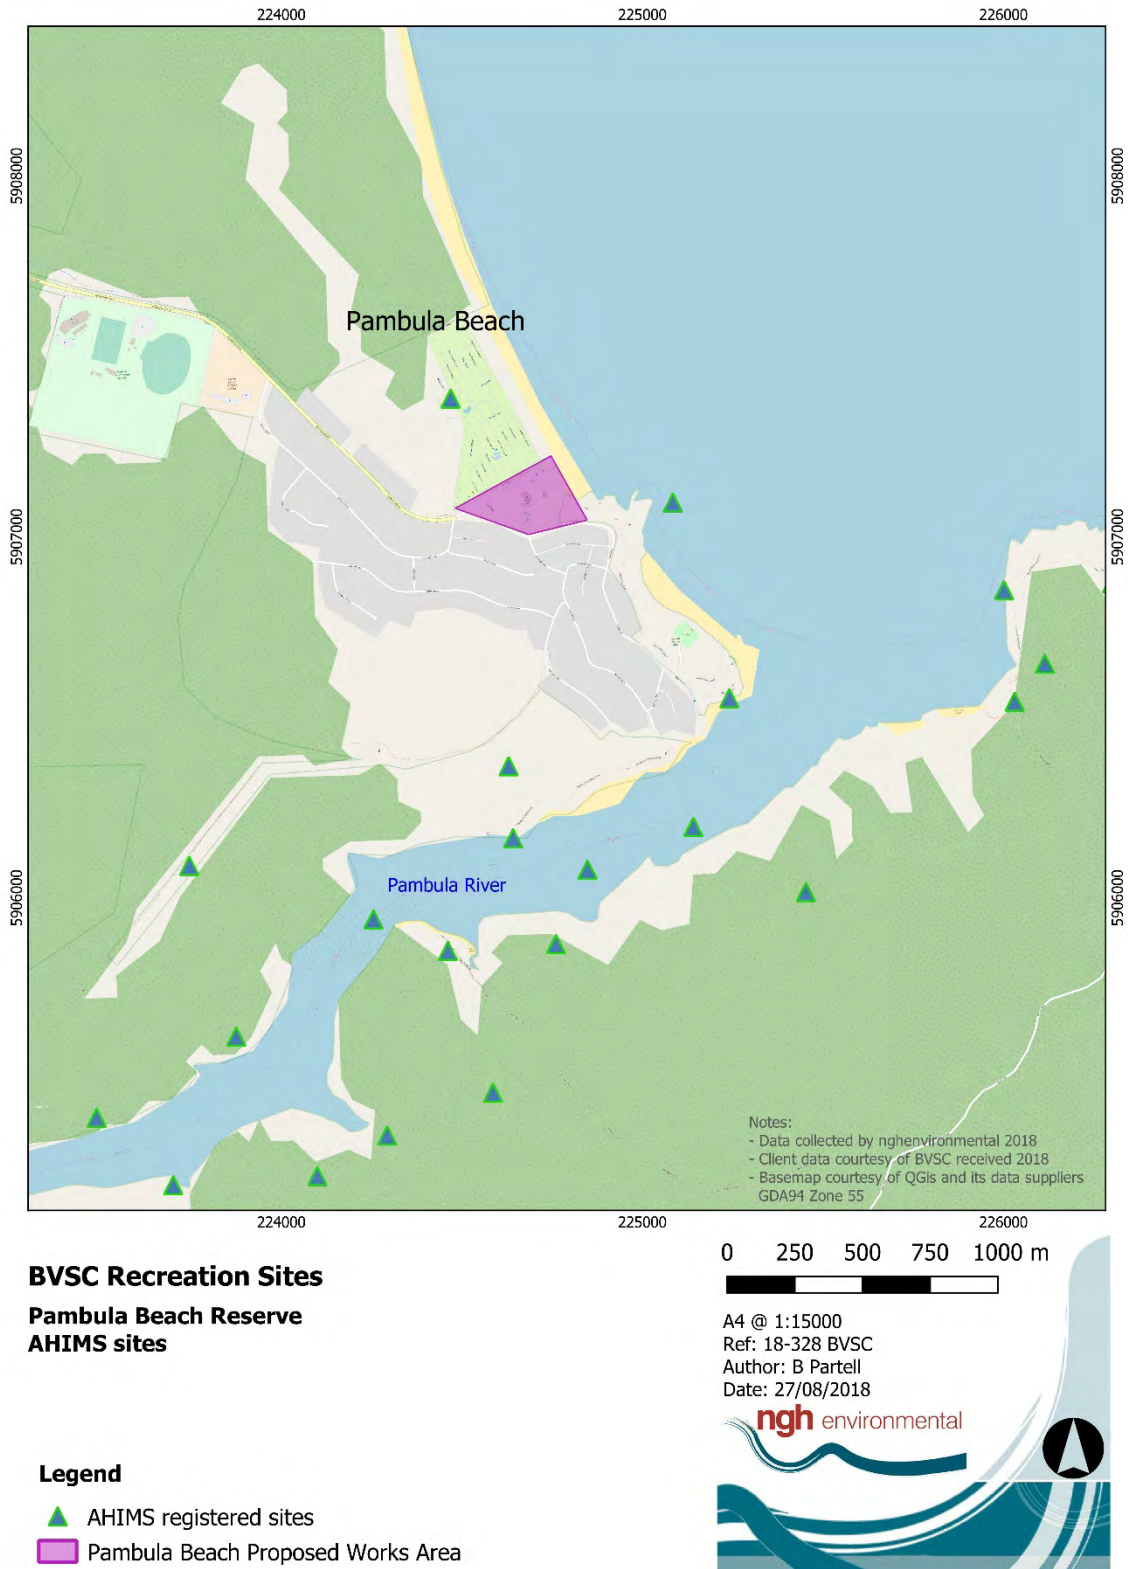 224000
225000
226000
5908000
5908000
Pambula Beach
5907000
5907000
Pambula River
5906000
5906000
Notes:
- Data collected by nghenvironmental 2018
- Client data courtesy of BVSC received 2018
- Basemap courtesy of QGis and its data suppliers
GDA94 Zone 55
224000
225000
226000
BVSC Recreation Sites
Pambula Beach Reserve
AHIMS sites
0 250 500 750 1000 m
A4 @ 1:15000
Ref: 18-328 BVSC
Author: B Partell
Date: 27/08/2018
ngh environmental
Legend
AHIMS registered sites
Pambula Beach Proposed Works Area